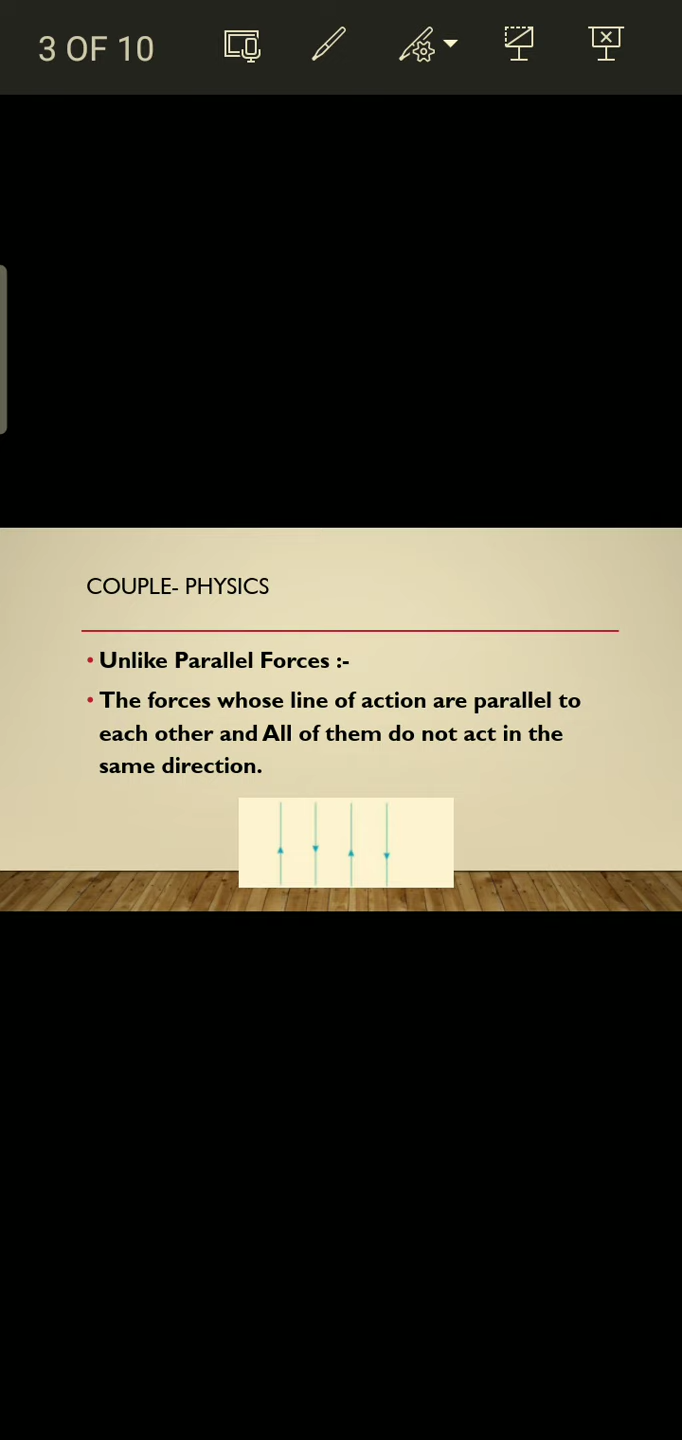 3 OF 10
COUPLE- PHYSICS
• Unlike Parallel Forces :-
• The forces whose line of action are parallel to
each other and All of them do not act in the
same direction.